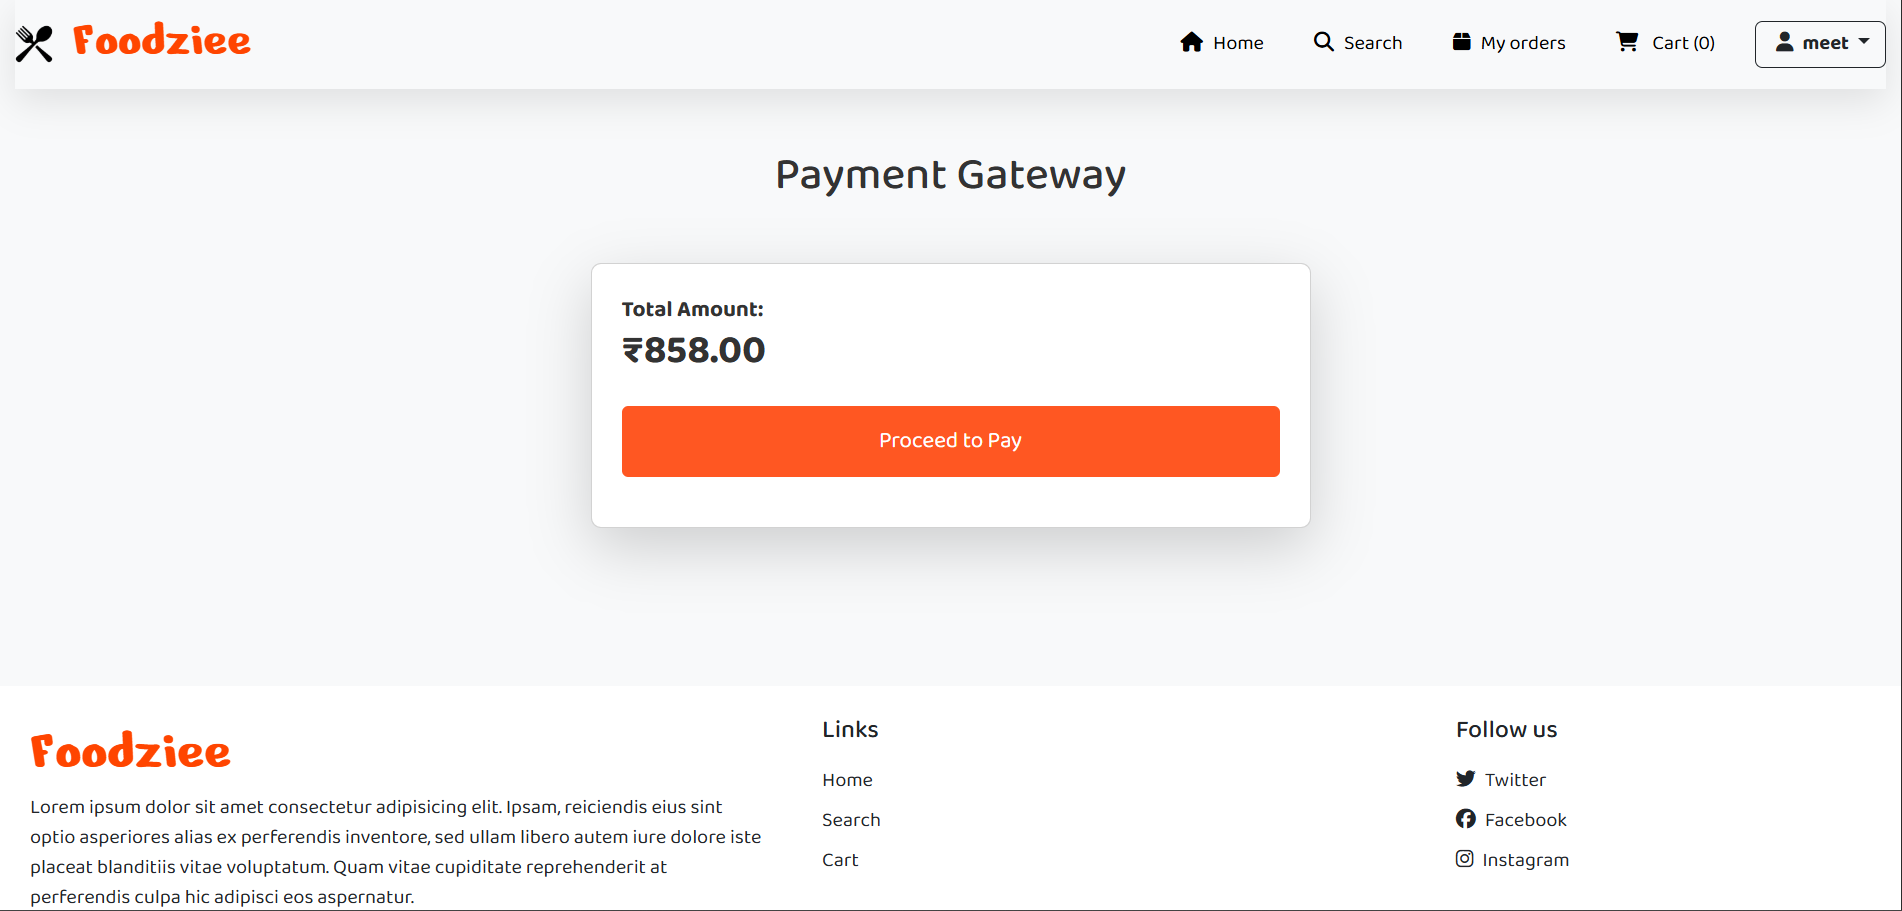 Foodziee
Home
Search
My orders
Cart (0)
meet
Payment Gateway
Total Amount:
₹858.00
Proceed to Pay
Foodziee
Lorem ipsum dolor sit amet consectetur adipisicing elit. Ipsam, reiciendis eius sint
optio asperiores alias ex perferendis inventore, sed ullam libero autem iure dolore iste
placeat blanditiis vitae voluptatum. Quam vitae cupiditate reprehenderit at
perferendis culpa hic adipisci eos aspernatur.
Links
Home
Search
Cart
Follow us
Twitter
Facebook
Instagram